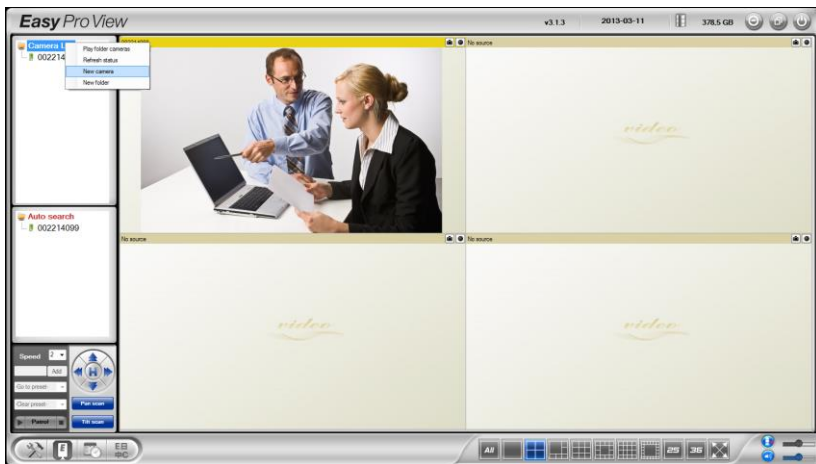 Easy Pro View
v3.1.3
2013-03-11
378.5 GB
Camera L
002214
Play folder cameras
Refresh status
New camera
New folder
No source
video
Auto search
002214099
No source
No source
video
video
Speed
2
Add
Go to preset
Clear preset
Pan scan
Patrol
Tilt scan
All
25
36